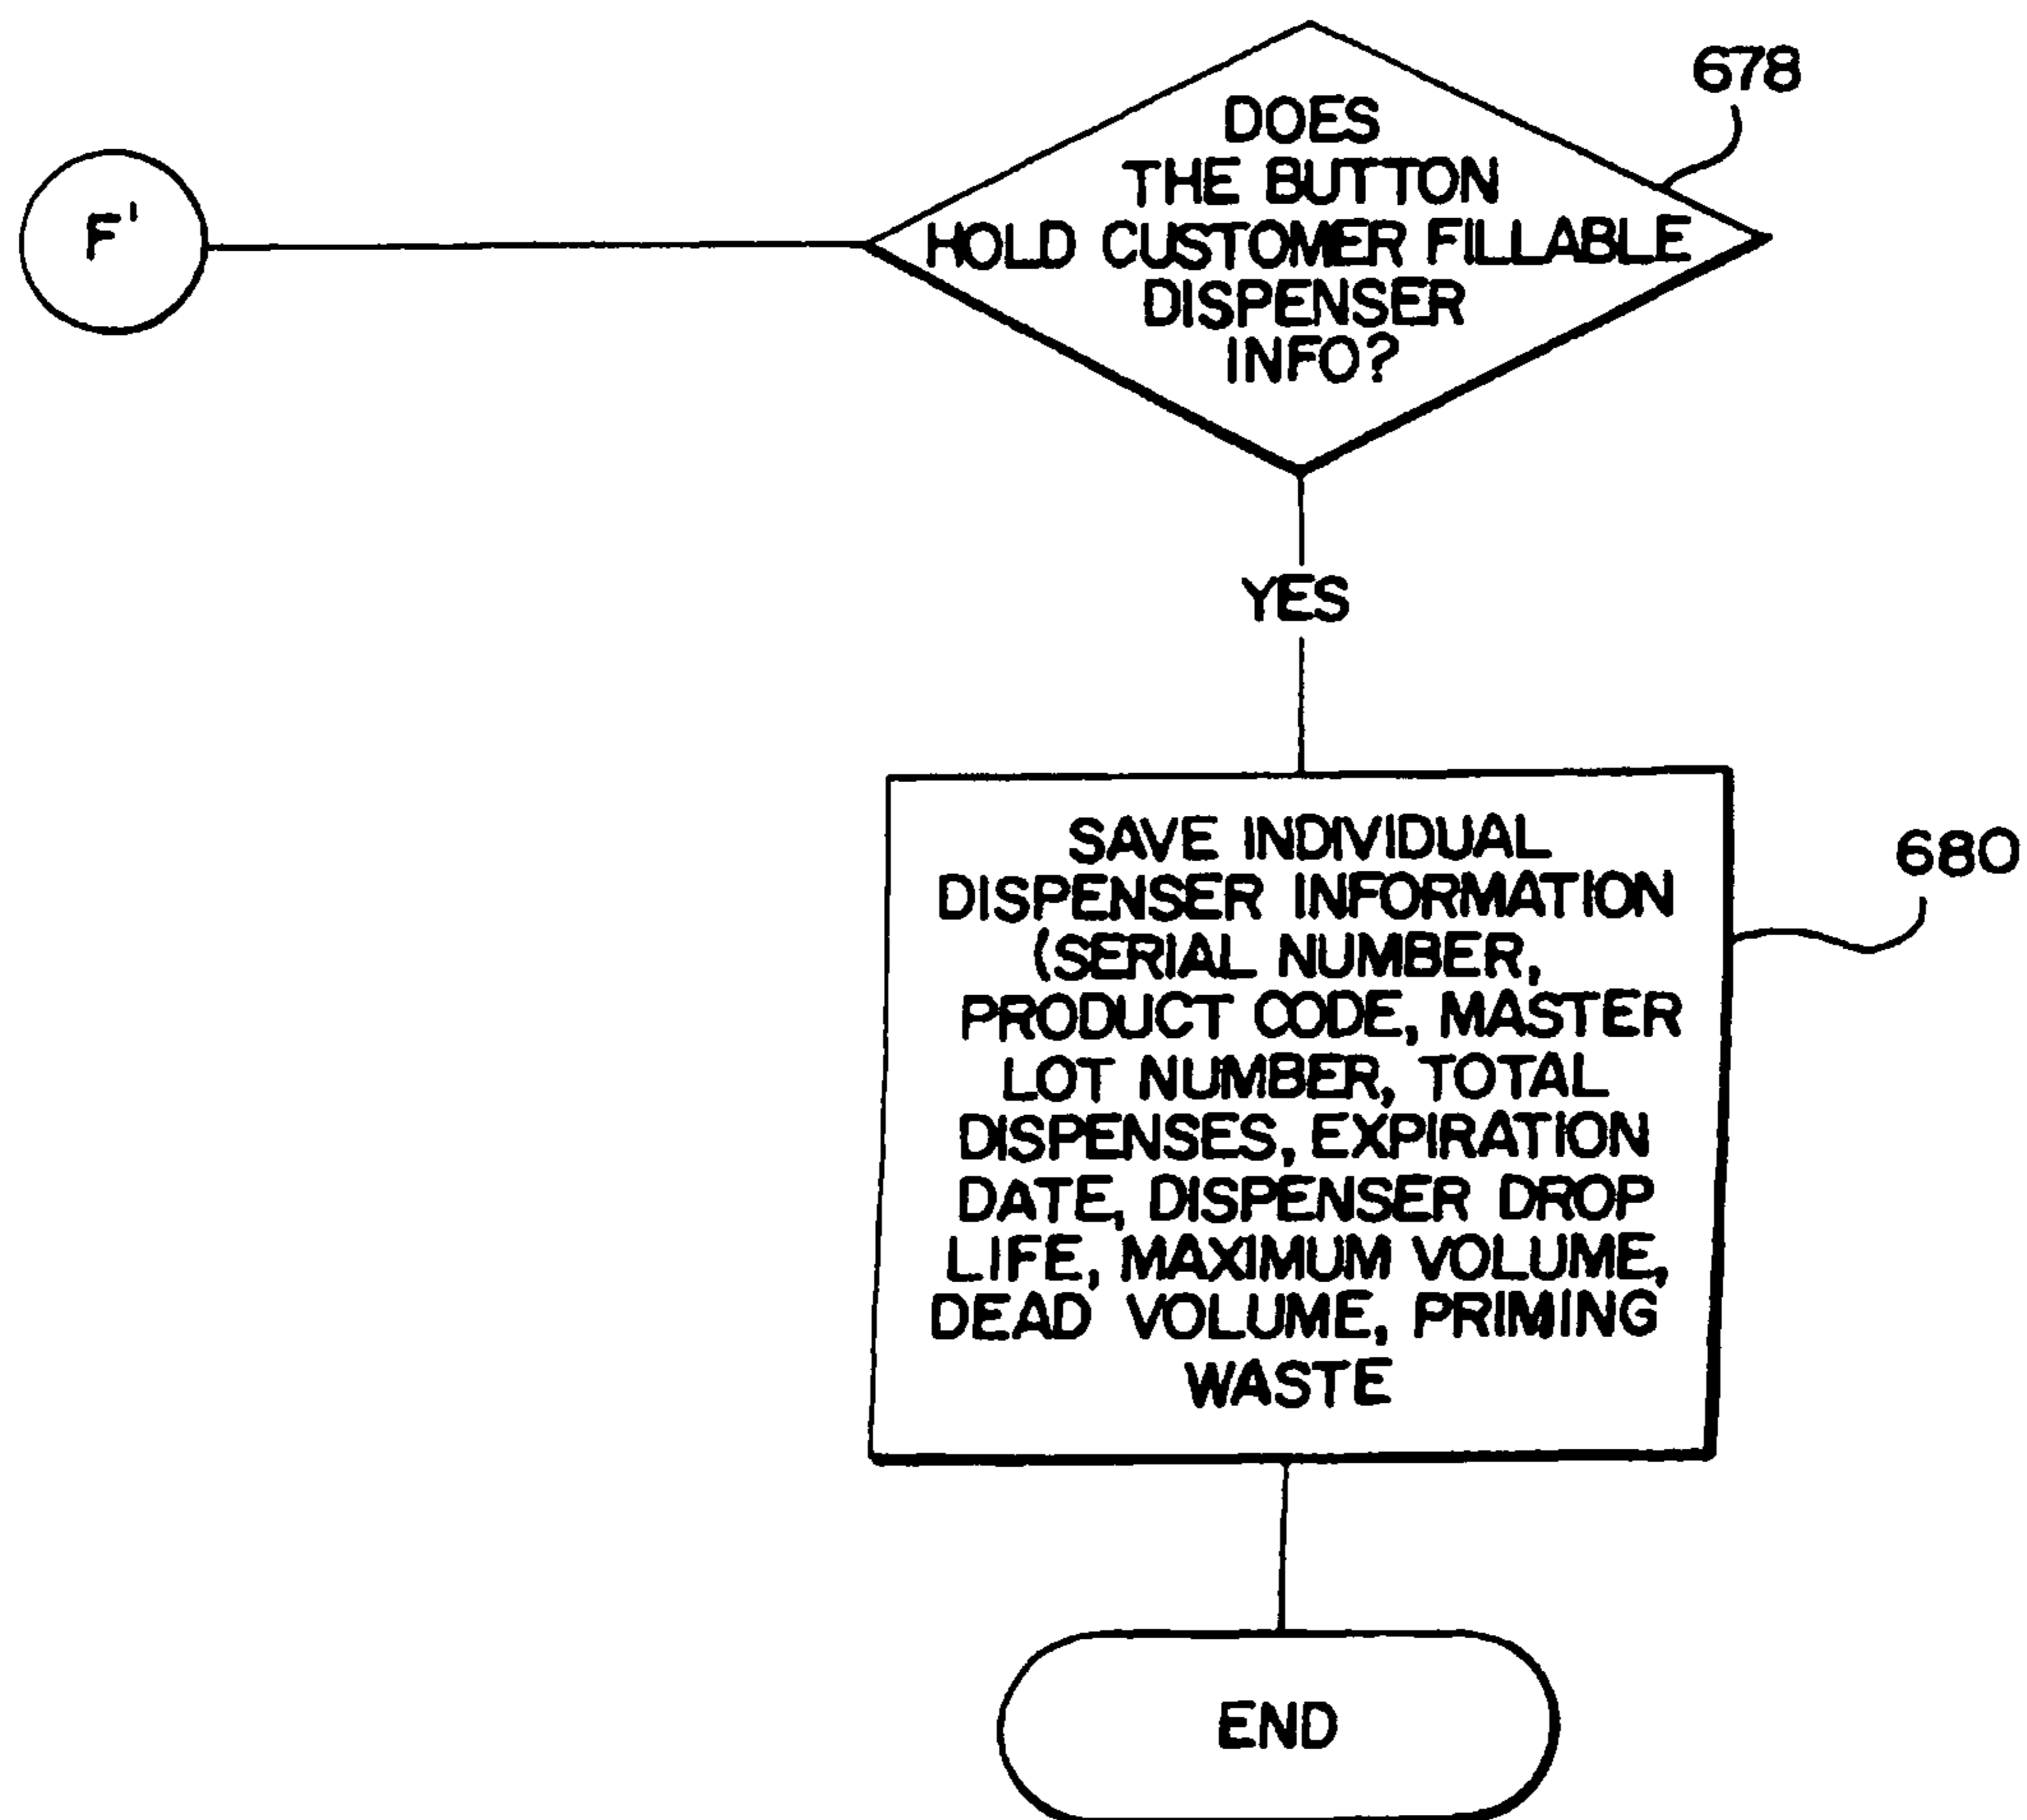 F'
DOES
THE BUTTON
HOLD CUSTOMER FILLABLE
DISPENSER
INFO?
678
YES
SAVE INDIVIDUAL
DISPENSER INFORMATION
(SERIAL NUMBER,
PRODUCT CODE, MASTER
LOT NUMBER, TOTAL
DISPENSES, EXPIRATION
DATE, DISPENSER DROP
LIFE, MAXIMUM VOLUME,
DEAD VOLUME, PRIMING
WASTE
680
END